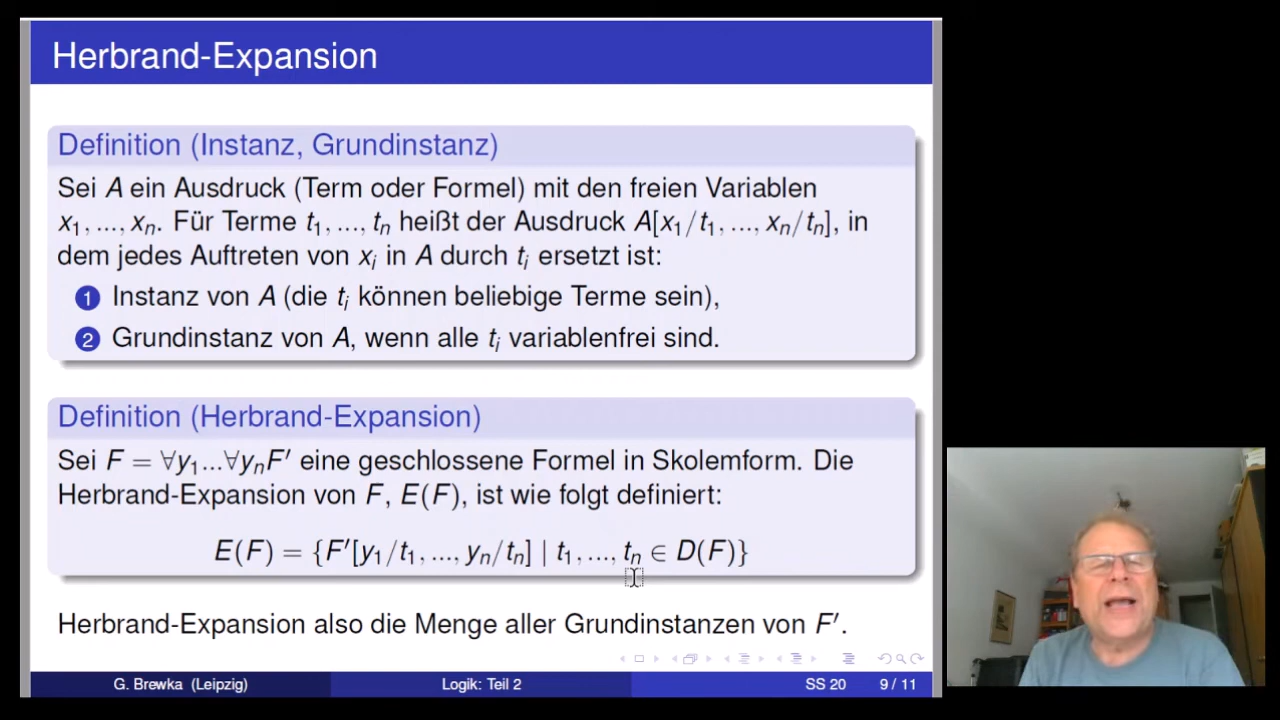 Herbrand-Expansion
Definition (Instanz, Grundinstanz)
Sei A ein Ausdruck (Term oder Formel) mit den freien Variablen
x₁, ..., xₙ. Für Terme t₁, ..., tₙ heißt der Ausdruck A[x₁/t₁, ..., xₙ/tₙ], in
dem jedes Auftreten von xᵢ in A durch tᵢ ersetzt ist:
1 Instanz von A (die tᵢ können beliebige Terme sein),
2 Grundinstanz von A, wenn alle tᵢ variablenfrei sind.
Definition (Herbrand-Expansion)
Sei F = ∀y₁...∀yₙF′ eine geschlossene Formel in Skolemform. Die
Herbrand-Expansion von F, E(F), ist wie folgt definiert:
E(F) = {F′[y₁/t₁, ..., yₙ/tₙ] | t₁, ..., tₙ ∈ D(F)}
Herbrand-Expansion also die Menge aller Grundinstanzen von F′.
G. Brewka (Leipzig) Logik: Teil 2 SS 20 9 / 11